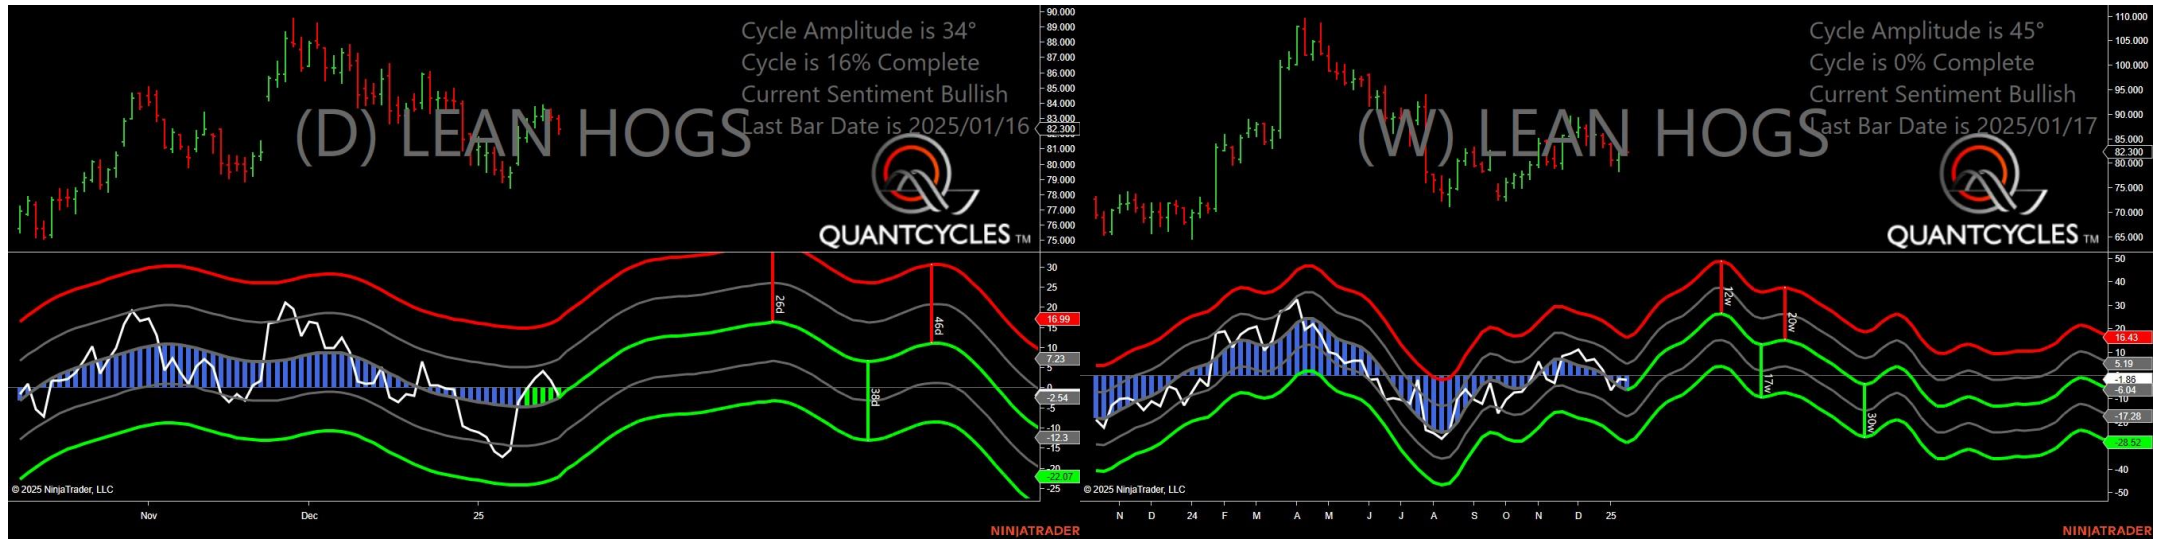 Cycle Amplitude is 34°
Cycle is 16% Complete
Current Sentiment Bullish
Last Bar Date is 2025/01/16
(D) LEAN HOGS
QUANTCYCLES TM
90.000
89.000
88.000
87.000
86.000
85.000
84.000
83.000
82.300
81.000
80.000
79.000
78.000
77.000
76.000
75.000
30
25
20
16.99
15
10
7.23
5
0
-2.54
-5
-10
-12.3
-15
-20
-22.07
-25
26d
46d
38d
© 2025 NinjaTrader, LLC
Nov
Dec
25
NINJATRADER
Cycle Amplitude is 45°
Cycle is 0% Complete
Current Sentiment Bullish
Last Bar Date is 2025/01/17
(W) LEAN HOGS
QUANTCYCLES TM
110.000
105.000
100.000
95.000
90.000
85.000
82.300
80.000
75.000
70.000
65.000
50
40
30
20
16.43
10
5.19
-1.86
-6.04
-10
-17.28
-28.52
-40
-50
12w
20w
17w
30w
© 2025 NinjaTrader, LLC
N
D
24
F
M
A
M
J
J
A
S
O
N
D
25
NINJATRADER